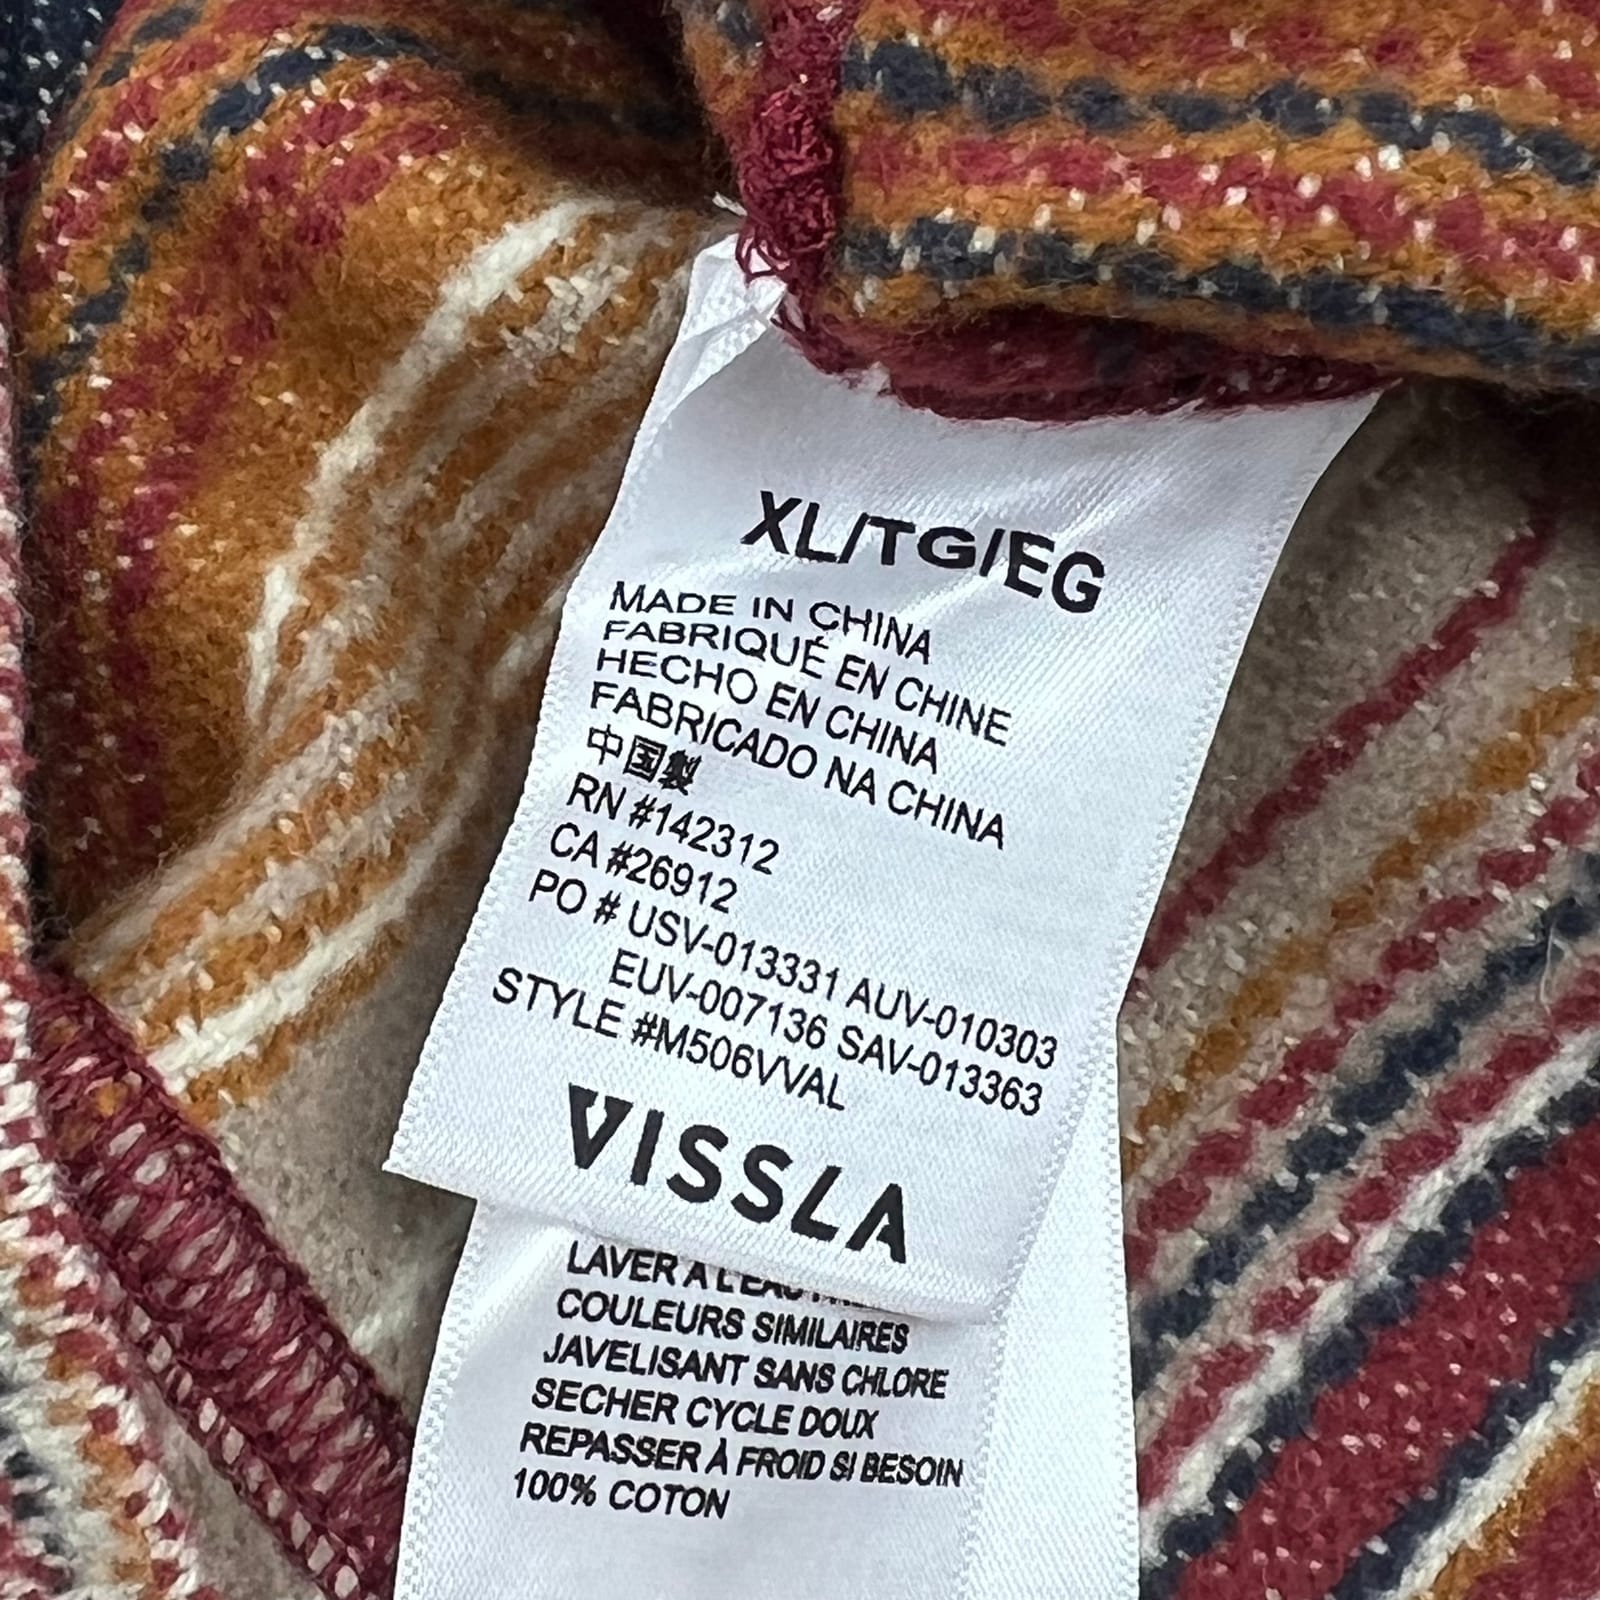 XL/TG/EG
MADE IN CHINA
FABRIQUÉ EN CHINE
HECHO EN CHINA
FABRICADO NA CHINA
中国製
RN #142312
CA #26912
PO # USV-013331 AUV-010303
EUV-007136 SAV-013363
STYLE #M506VVAL
VISSLA
LAVER À L'EAU
COULEURS SIMILAIRES
JAVELISANT SANS CHLORE
SECHER CYCLE DOUX
REPASSER À FROID SI BESOIN
100% COTON